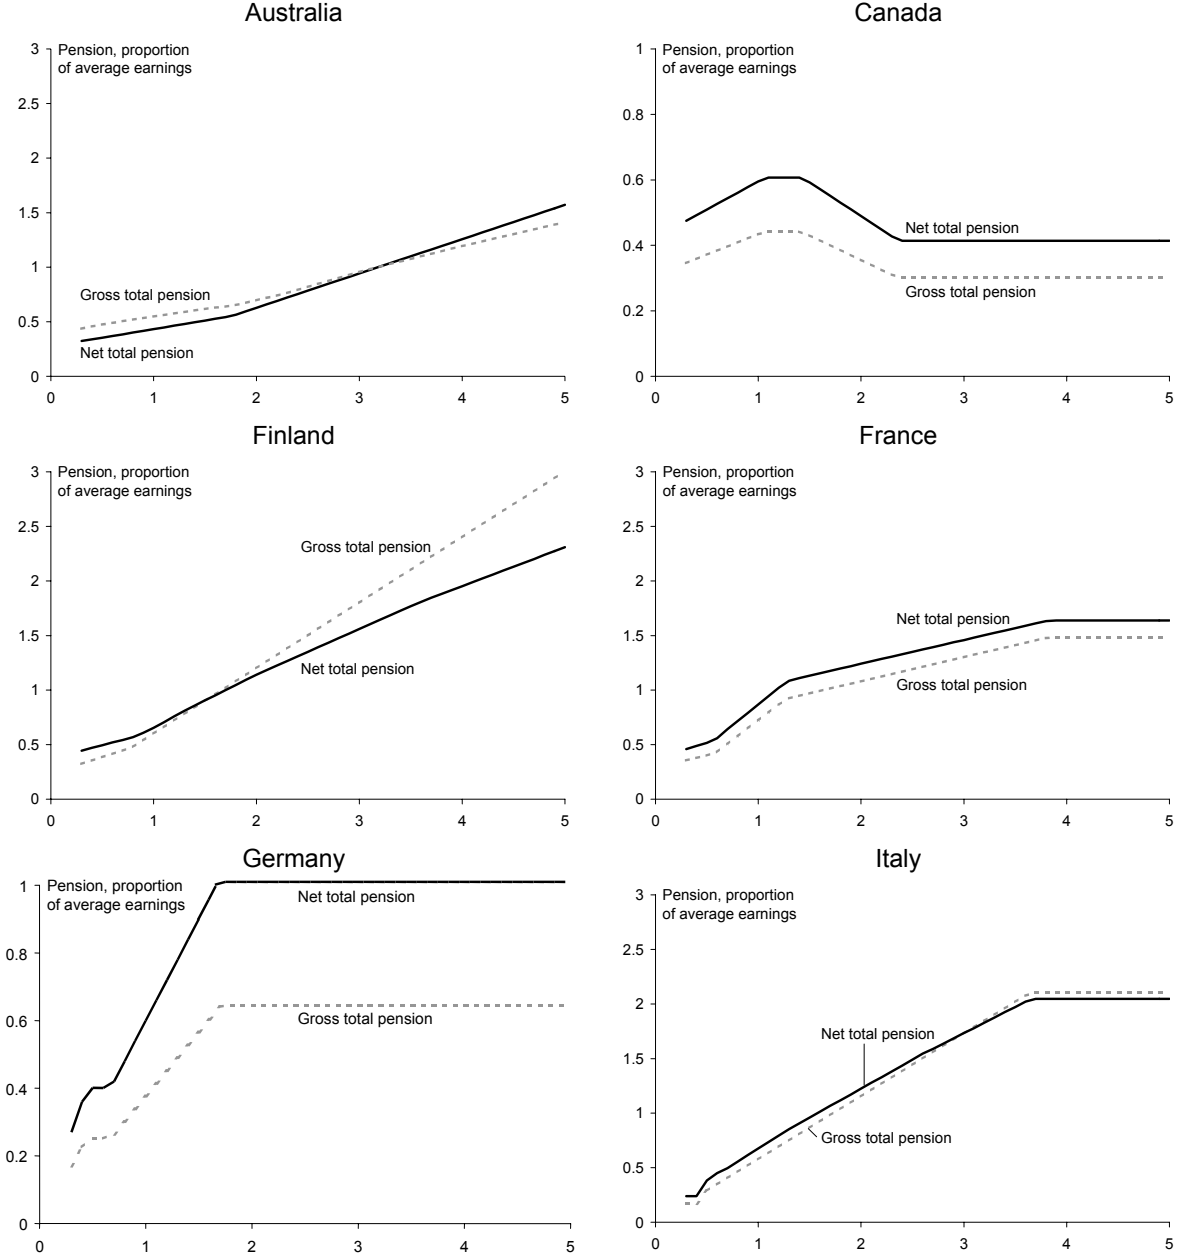 Australia
Pension, proportion
of average earnings
3
2.5
2
1.5
1
0.5
0
Gross total pension
Net total pension
0 1 2 3 4 5
Canada
Pension, proportion
of average earnings
1
0.8
0.6
0.4
0.2
0
Net total pension
Gross total pension
0 1 2 3 4 5
Finland
Pension, proportion
of average earnings
3
2.5
2
1.5
1
0.5
0
Gross total pension
Net total pension
0 1 2 3 4 5
France
Pension, proportion
of average earnings
3
2.5
2
1.5
1
0.5
0
Net total pension
Gross total pension
0 1 2 3 4 5
Germany
Pension, proportion
of average earnings
1
0.8
0.6
0.4
0.2
0
Net total pension
Gross total pension
0 1 2 3 4 5
Italy
Pension, proportion
of average earnings
3
2.5
2
1.5
1
0.5
0
Net total pension
Gross total pension
0 1 2 3 4 5